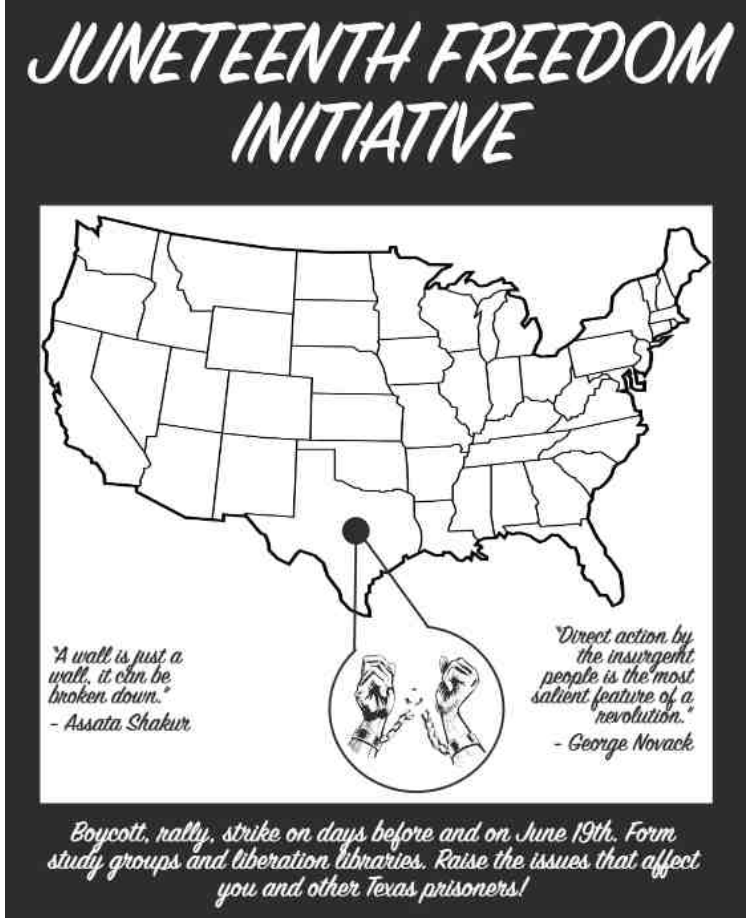 JUNETEENTH FREEDOM
INITIATIVE
"A wall is just a
wall, it can be
broken down."
- Assata Shakur
"Direct action by
the insurgent
people is the most
salient feature of a
revolution."
- George Novack
Boycott, rally, strike on days before and on June 19th. Form
study groups and liberation libraries. Raise the issues that affect
you and other Texas prisoners!